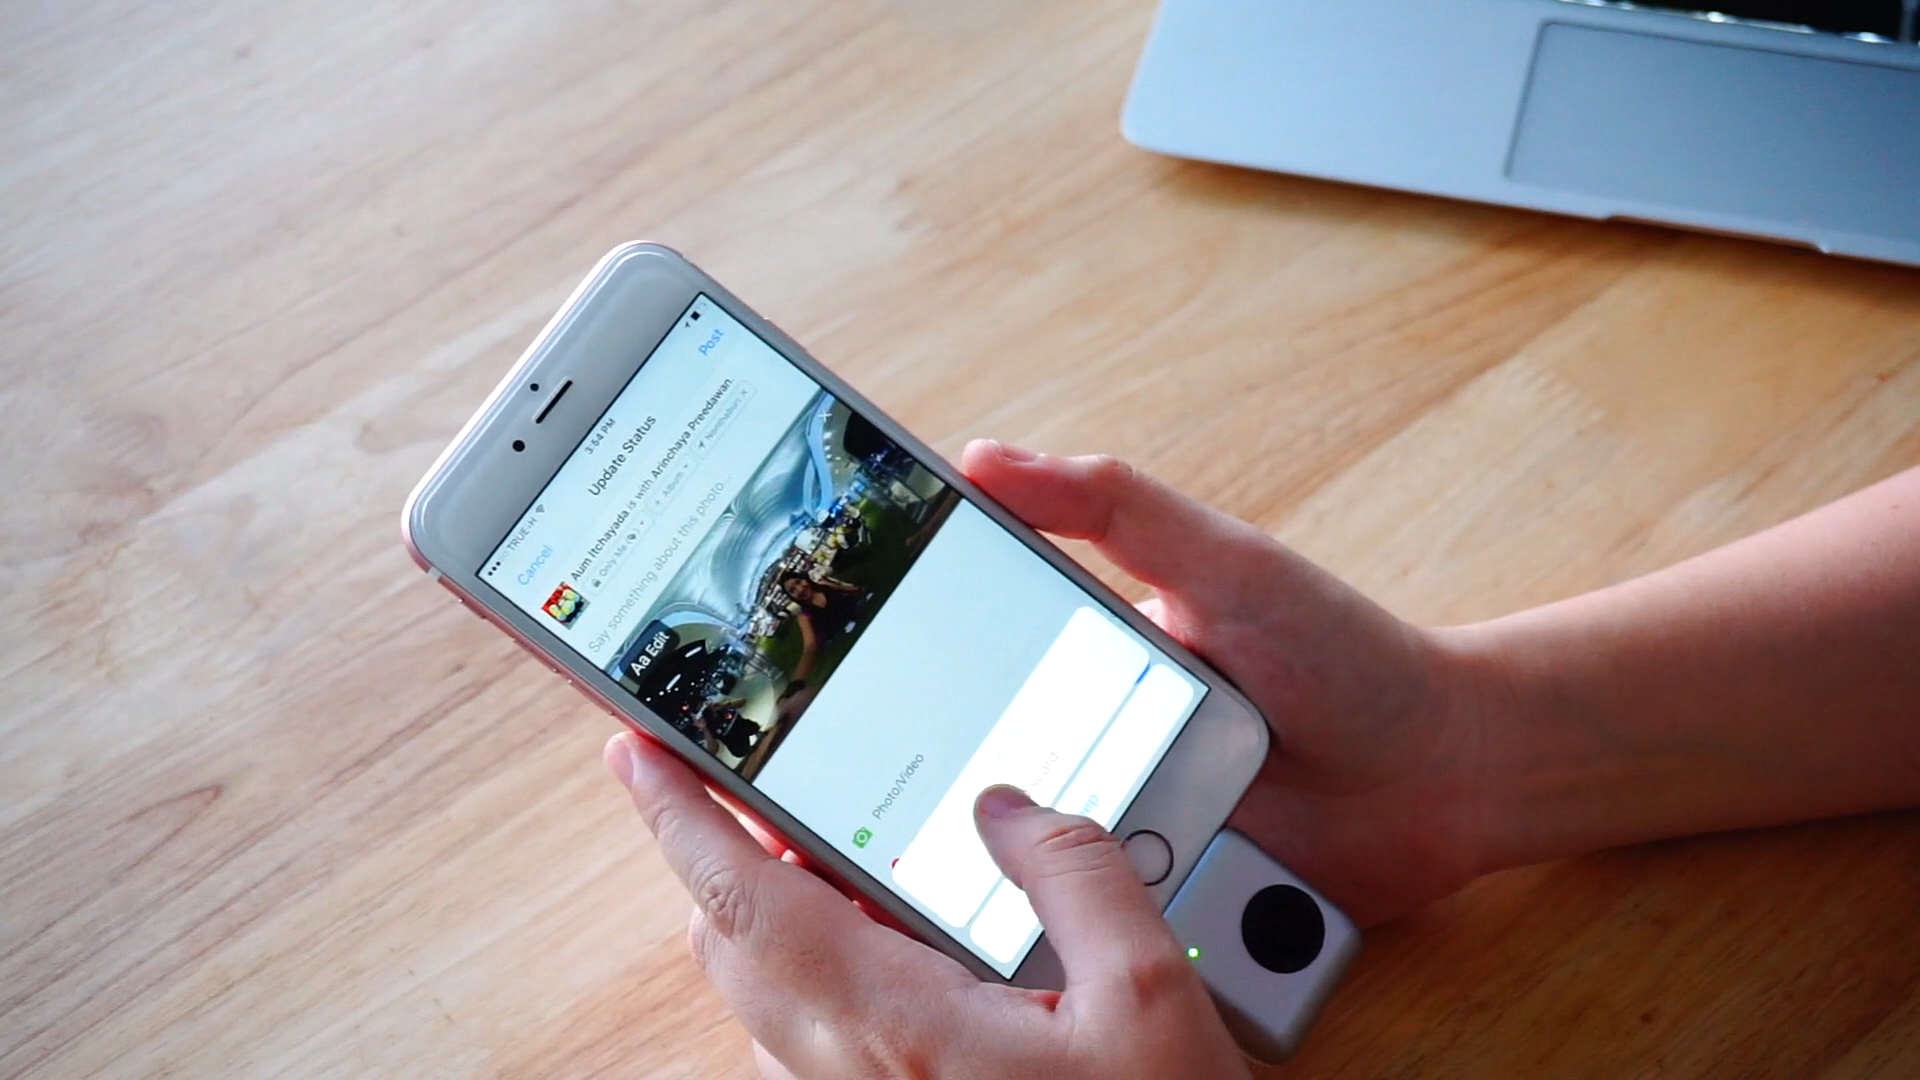 TRUE-H
3:54 PM
Cancel
Update Status
Post
Aum Itchayada is with Arinchaya Preedawan.
Only Me
+ Album
Nonthaburi
Say something about this photo...
Aa Edit
Photo/Video